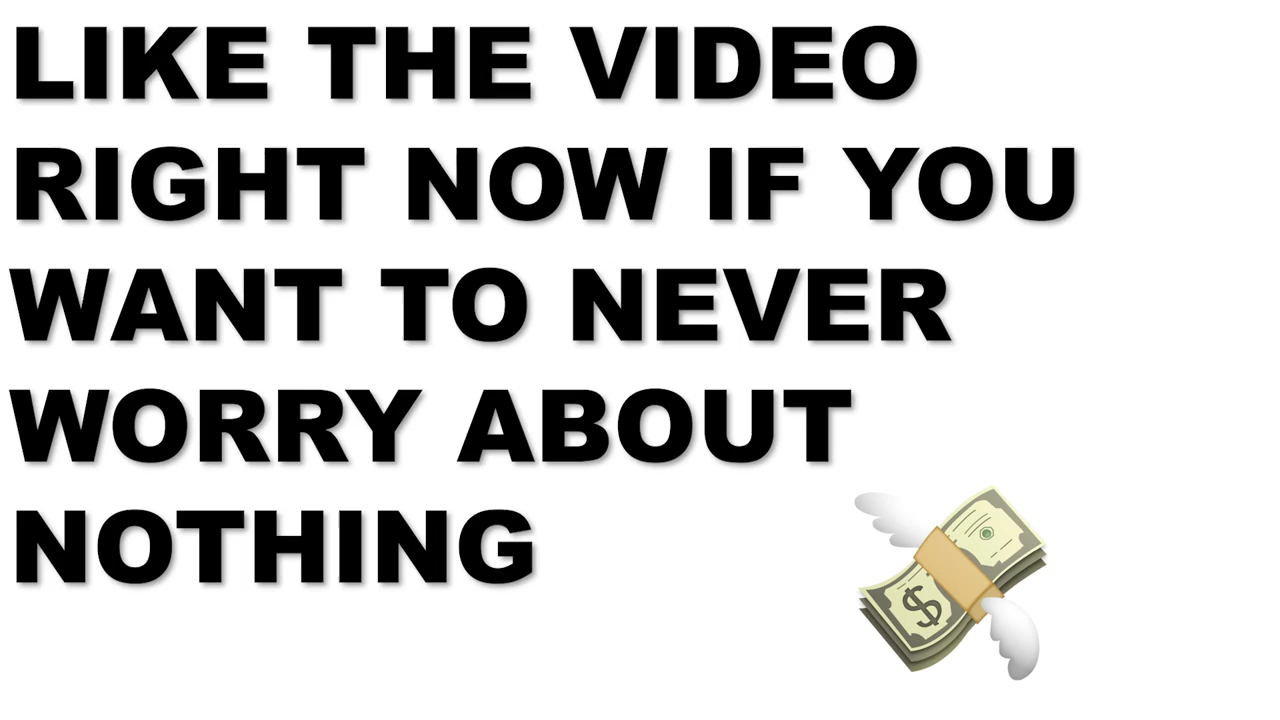 LIKE THE VIDEO
RIGHT NOW IF YOU
WANT TO NEVER
WORRY ABOUT
NOTHING
$